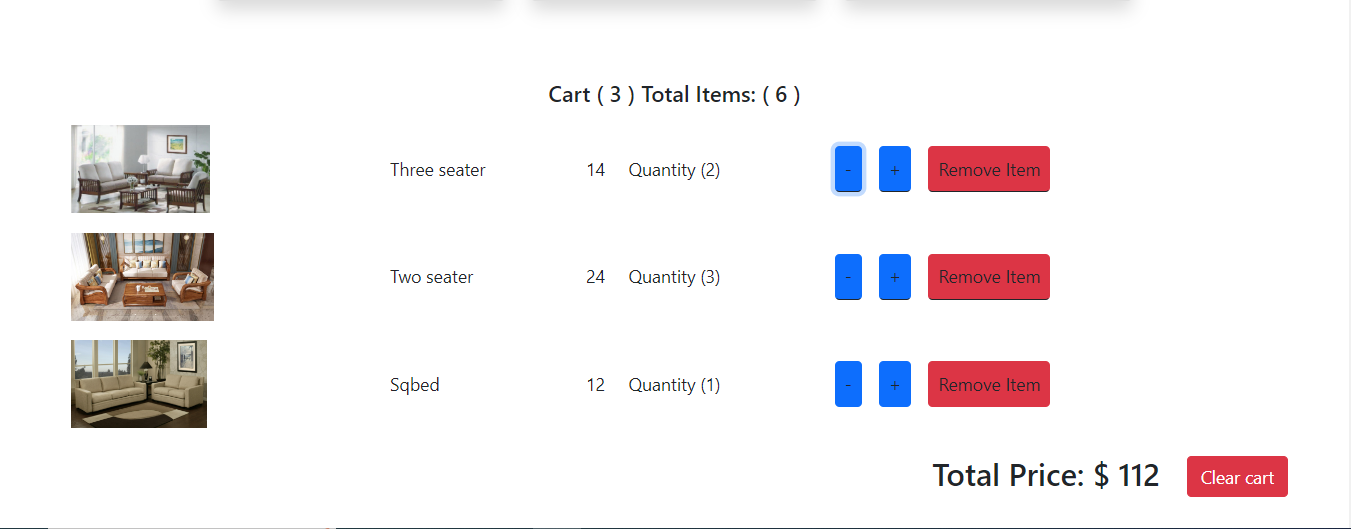 Cart ( 3 ) Total Items: ( 6 )
Three seater 14 Quantity (2) - + Remove Item
Two seater 24 Quantity (3) - + Remove Item
Sqbed 12 Quantity (1) - + Remove Item
Total Price: $ 112 Clear cart